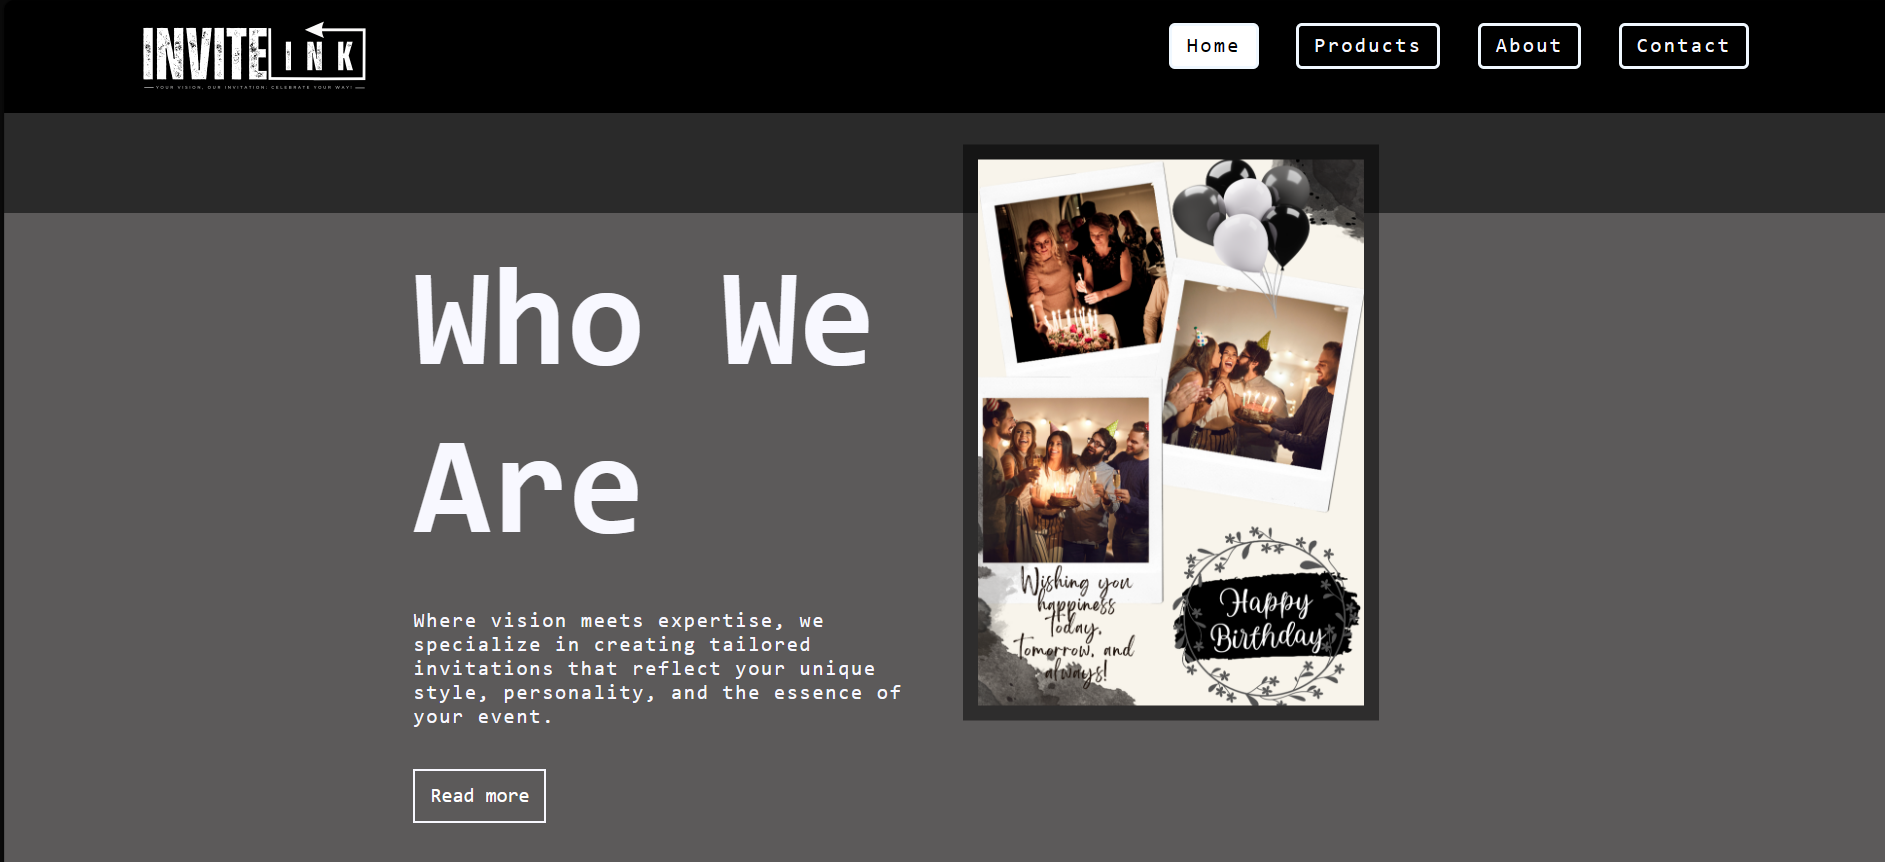 INVITE INK
YOUR VISION, OUR INVITATION: CELEBRATE YOUR WAY!
Home
Products
About
Contact
Who We
Are
Where vision meets expertise, we
specialize in creating tailored
invitations that reflect your unique
style, personality, and the essence of
your event.
Read more
Wishing you
happiness
Today,
Tomorrow, and
always!
Happy
Birthday